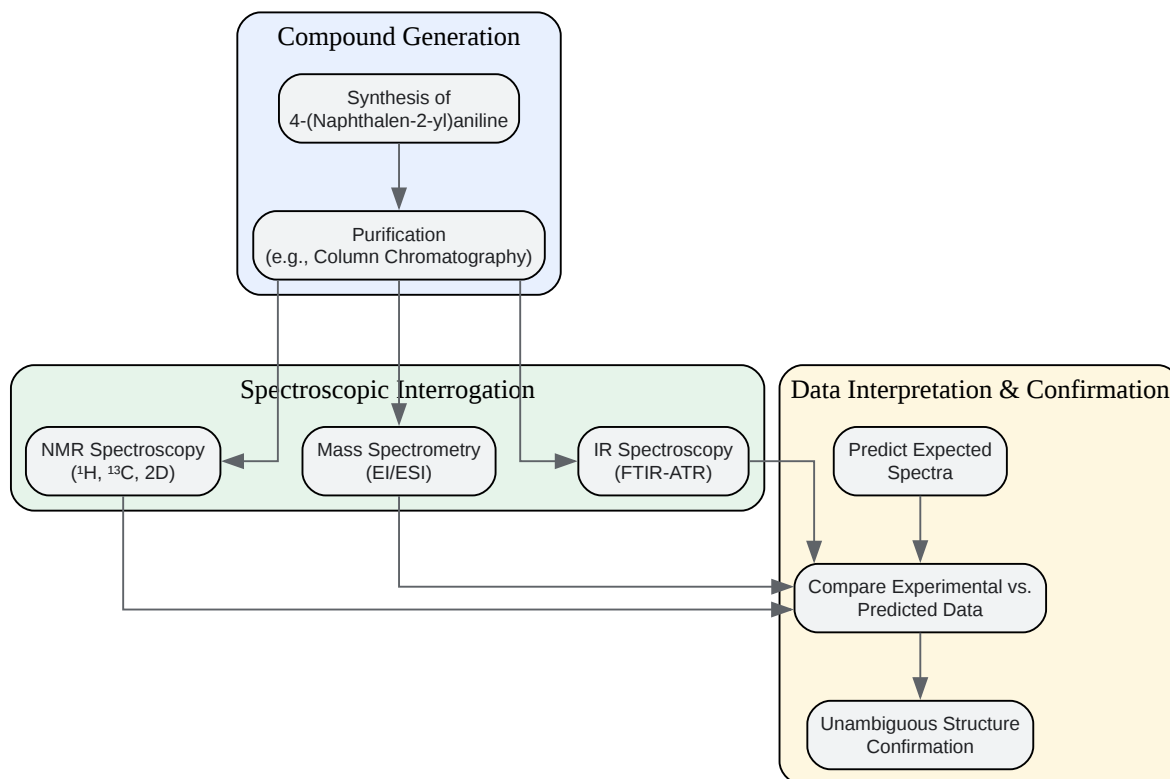 Compound Generation
Synthesis of
4-(Naphthalen-2-yl)aniline
Purification
(e.g., Column Chromatography)
Spectroscopic Interrogation
NMR Spectroscopy
(¹H, ¹³C, 2D)
Mass Spectrometry
(EI/ESI)
IR Spectroscopy
(FTIR-ATR)
Data Interpretation & Confirmation
Predict Expected
Spectra
Compare Experimental vs.
Predicted Data
Unambiguous Structure
Confirmation